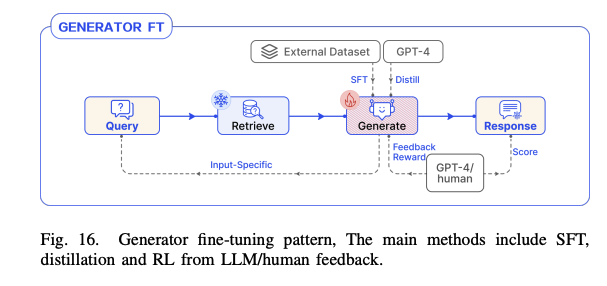 GENERATOR FT
External Dataset
GPT-4
SFT
Distill
Query
Retrieve
Generate
Response
Feedback
Reward
Score
Input-Specific
GPT-4/
human
Fig. 16. Generator fine-tuning pattern, The main methods include SFT,
distillation and RL from LLM/human feedback.